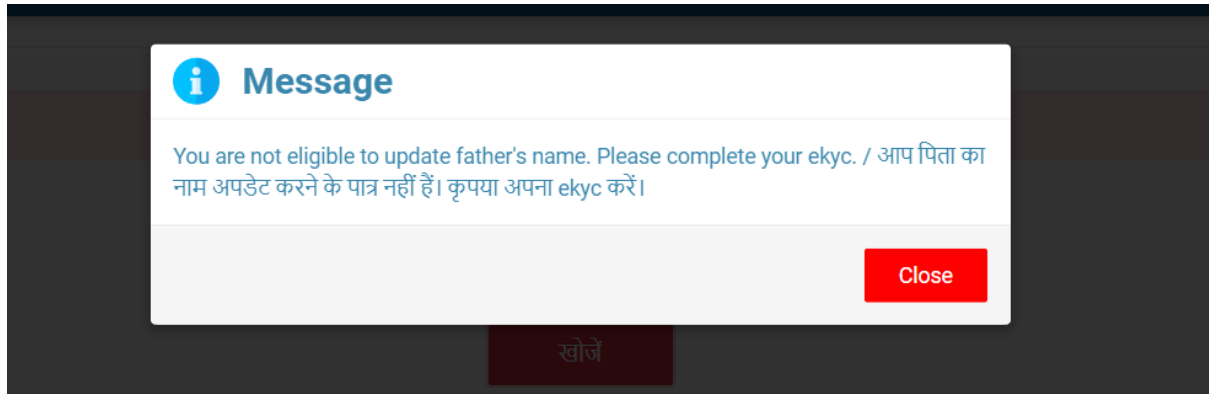 Message
You are not eligible to update father's name. Please complete your ekyc. / आप पिता का
नाम अपडेट करने के पात्र नहीं हैं। कृपया अपना ekyc करें।
Close
खोजें